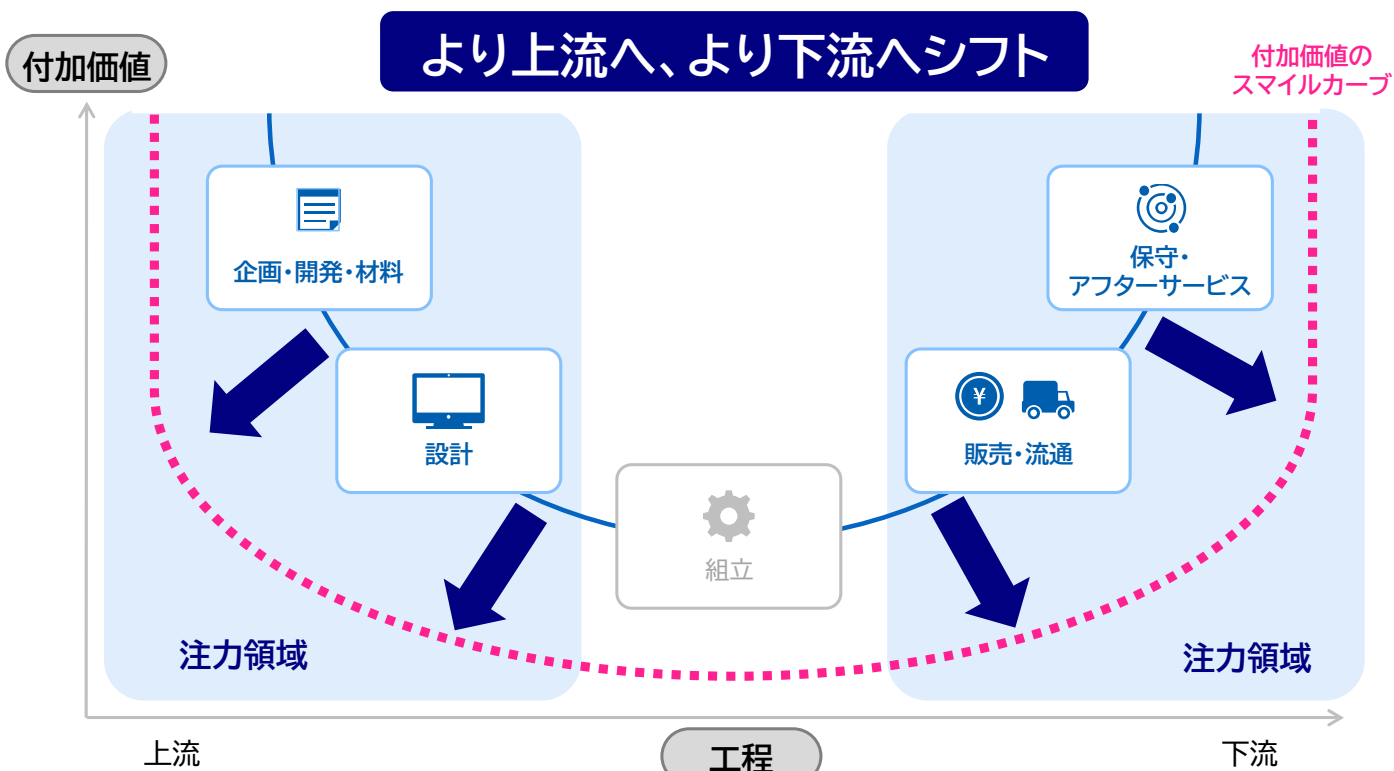 より上流へ、より下流へシフト
付加価値
付加価値の
スマイルカーブ
企画・開発・材料
保守・
アフターサービス
設計
¥
販売・流通
組立
注力領域
注力領域
上流
工程
下流